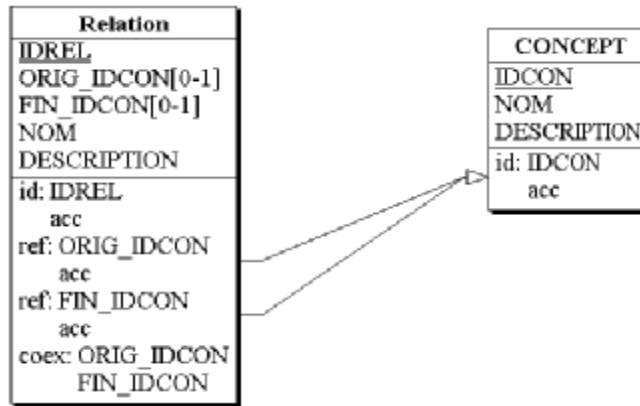 Relation
IDREL
ORIG_IDCON[0-1]
FIN_IDCON[0-1]
NOM
DESCRIPTION
id: IDREL
acc
ref: ORIG_IDCON
acc
ref: FIN_IDCON
acc
coex: ORIG_IDCON
FIN_IDCON
CONCEPT
IDCON
NOM
DESCRIPTION
id: IDCON
acc